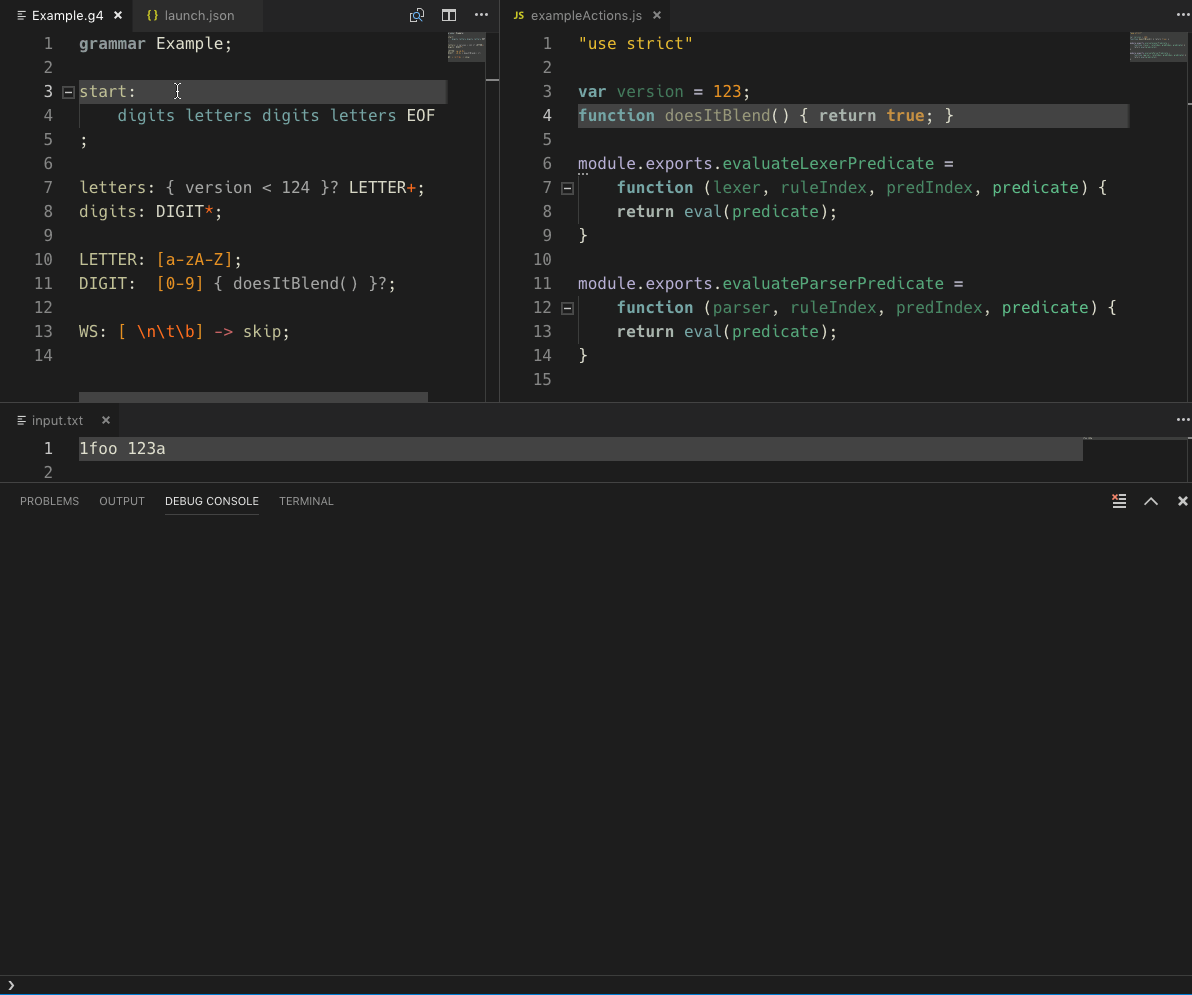 Example.g4
{} launch.json
1 grammar Example;
2
3 start:
4     digits letters digits letters EOF
5 ;
6
7 letters: { version < 124 }? LETTER+;
8 digits: DIGIT*;
9
10 LETTER: [a-zA-Z];
11 DIGIT:  [0-9] { doesItBlend() }?;
12
13 WS: [ \n\t\b] -> skip;
14
JS exampleActions.js
1 "use strict"
2
3 var version = 123;
4 function doesItBlend() { return true; }
5
6 module.exports.evaluateLexerPredicate =
7     function (lexer, ruleIndex, predIndex, predicate) {
8     return eval(predicate);
9 }
10
11 module.exports.evaluateParserPredicate =
12     function (parser, ruleIndex, predIndex, predicate) {
13     return eval(predicate);
14 }
15
input.txt
1 1foo 123a
2
PROBLEMS OUTPUT DEBUG CONSOLE TERMINAL